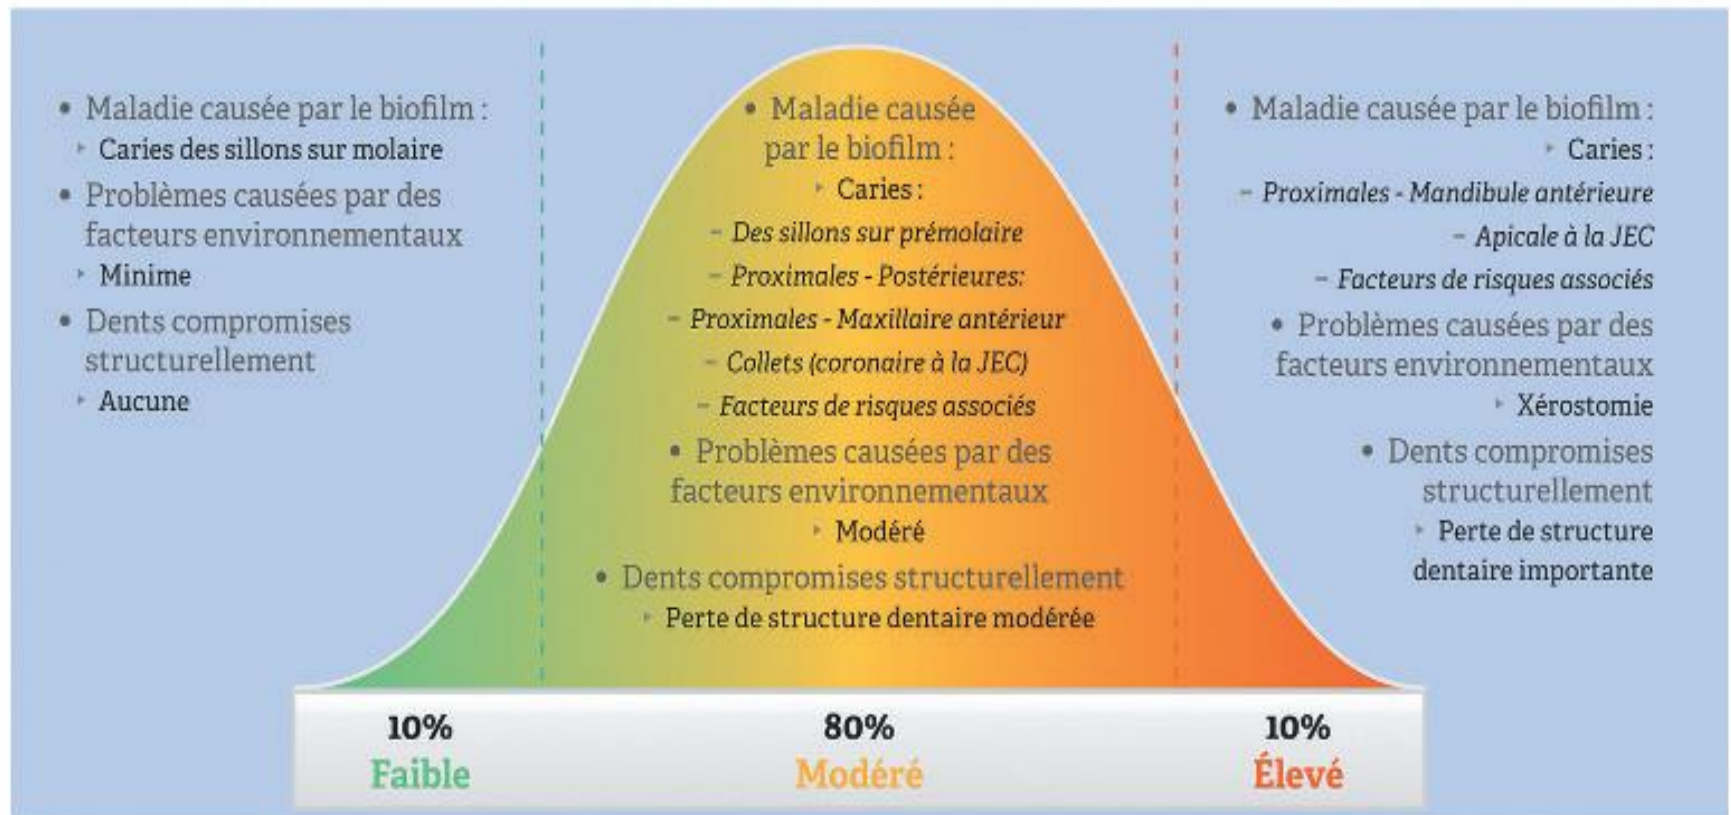 • Maladie causée par le biofilm :
‣ Caries des sillons sur molaire
• Problèmes causées par des
facteurs environnementaux
‣ Minime
• Dents compromises
structurellement
‣ Aucune
• Maladie causée
par le biofilm :
‣ Caries :
– Des sillons sur prémolaire
– Proximales - Postérieures:
– Proximales - Maxillaire antérieur
– Collets (coronaire à la JEC)
– Facteurs de risques associés
• Problèmes causées par des
facteurs environnementaux
‣ Modéré
• Dents compromises structurellement
‣ Perte de structure dentaire modérée
• Maladie causée par le biofilm :
‣ Caries :
– Proximales - Mandibule antérieure
– Apicale à la JEC
– Facteurs de risques associés
• Problèmes causées par des
facteurs environnementaux
‣ Xérostomie
• Dents compromises
structurellement
‣ Perte de structure
dentaire importante
10%
Faible
80%
Modéré
10%
Élevé